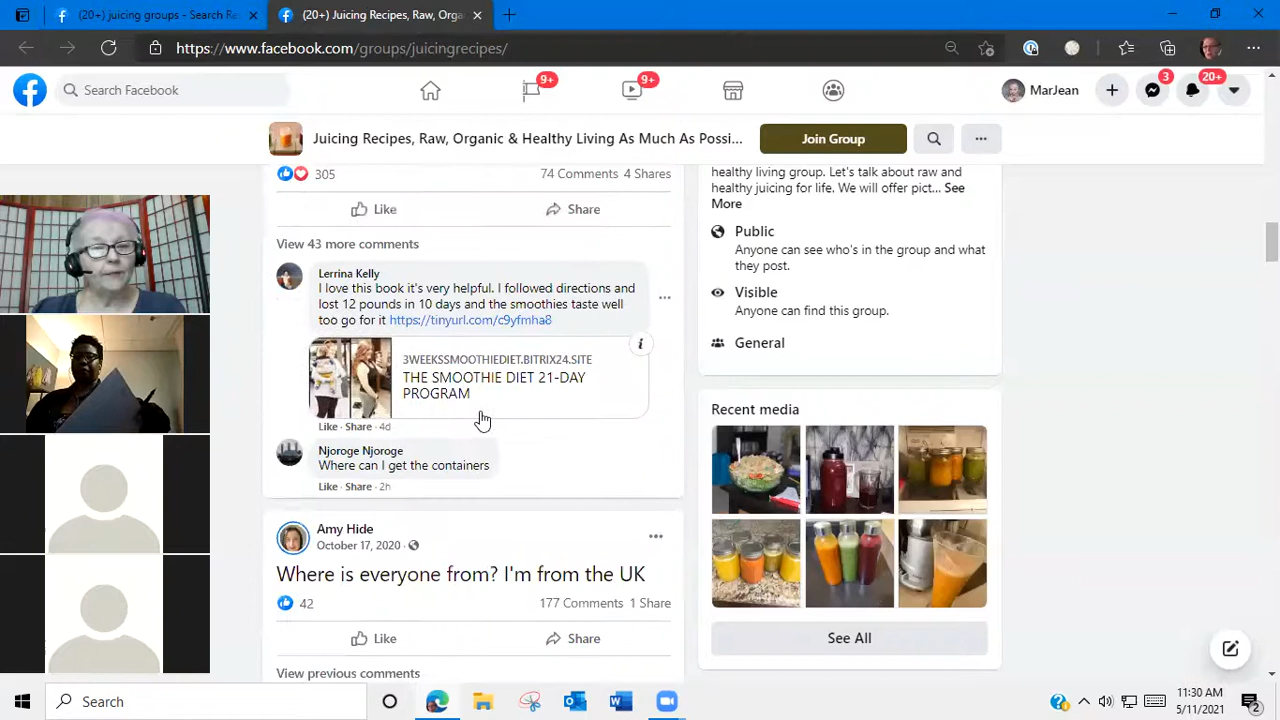 (20+) juicing groups - Search Re
(20+) Juicing Recipes, Raw, Orga
https://www.facebook.com/groups/juicingrecipes/
Search Facebook
9+
9+
MarJean
3
20+
Juicing Recipes, Raw, Organic & Healthy Living As Much As Possi...
Join Group
305
74 Comments 4 Shares
Like
Share
View 43 more comments
Lerrina Kelly
I love this book it's very helpful. I followed directions and
lost 12 pounds in 10 days and the smoothies taste well
too go for it https://tinyurl.com/c9yfmha8
3WEEKSSMOOTHIEDIET.BITRIX24.SITE
THE SMOOTHIE DIET 21-DAY
PROGRAM
Like · Share · 4d
Njoroge Njoroge
Where can I get the containers
Like · Share · 2h
Amy Hide
October 17, 2020 ·
Where is everyone from? I'm from the UK
42
177 Comments 1 Share
Like
Share
View previous comments
healthy living group. Let's talk about raw and
healthy juicing for life. We will offer pict... See
More
Public
Anyone can see who's in the group and what
they post.
Visible
Anyone can find this group.
General
Recent media
See All
Search
11:30 AM
5/11/2021
2